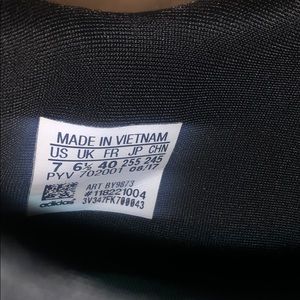 MADE IN VIETNAM
US UK FR JP CHN
7 6½ 40 255 245
PYV 702001 06/17
ART BY9873
#118221004
3V347FK700043
adidas